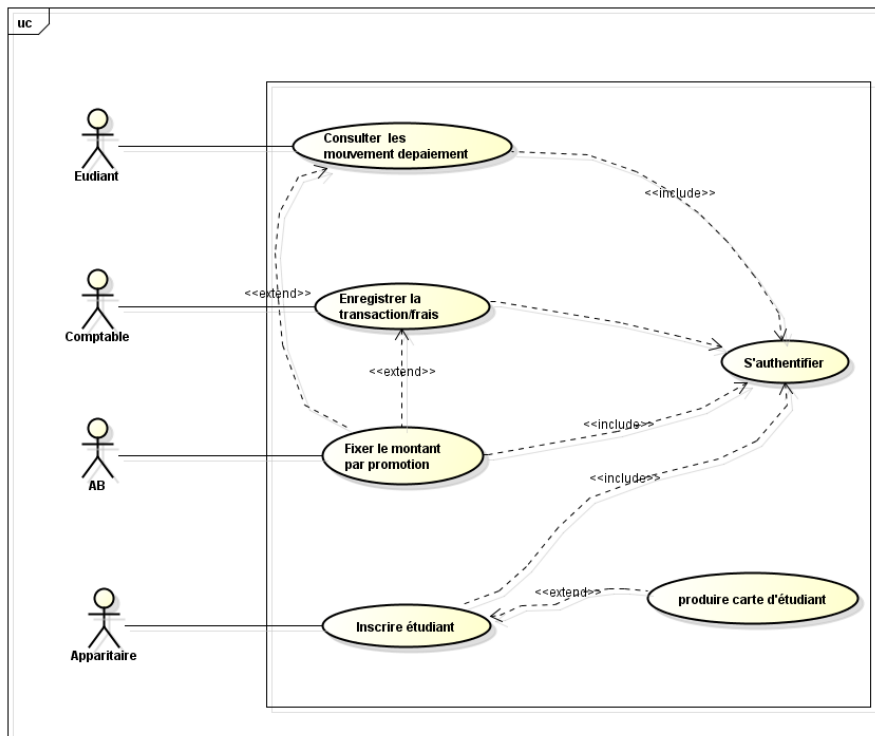 uc
Consulter les
mouvement depaiement
Eudiant
<<include>>
<<extend>>
Enregistrer la
transaction/frais
Comptable
S'authentifier
<<extend>>
<<include>>
Fixer le montant
par promotion
AB
<<include>>
<<extend>>
produire carte d'étudiant
Inscrire étudiant
Apparitaire